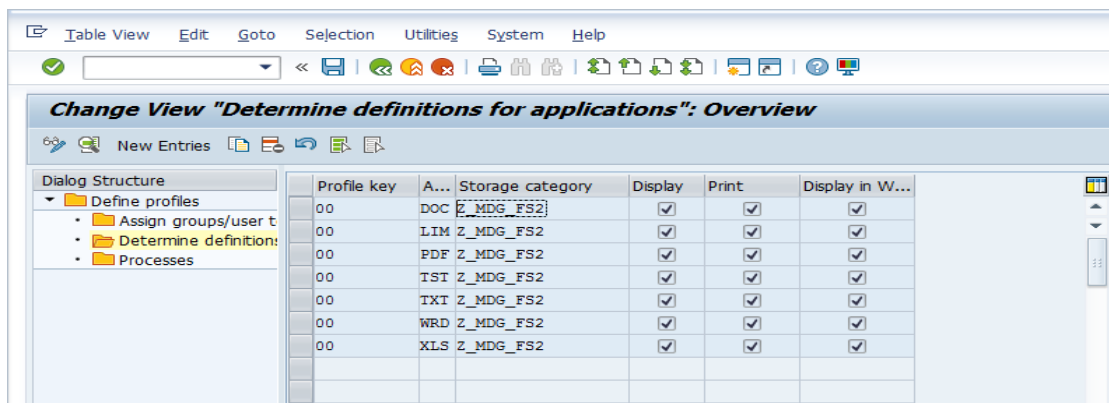 Table View Edit Goto Selection Utilities System Help
Change View "Determine definitions for applications": Overview
New Entries
Dialog Structure
Define profiles
Assign groups/user t
Determine definition:
Processes
Profile key A... Storage category Display Print Display in W...
00 DOC Z_MDG_FS2
00 LIM Z_MDG_FS2
00 PDF Z_MDG_FS2
00 TST Z_MDG_FS2
00 TXT Z_MDG_FS2
00 WRD Z_MDG_FS2
00 XLS Z_MDG_FS2